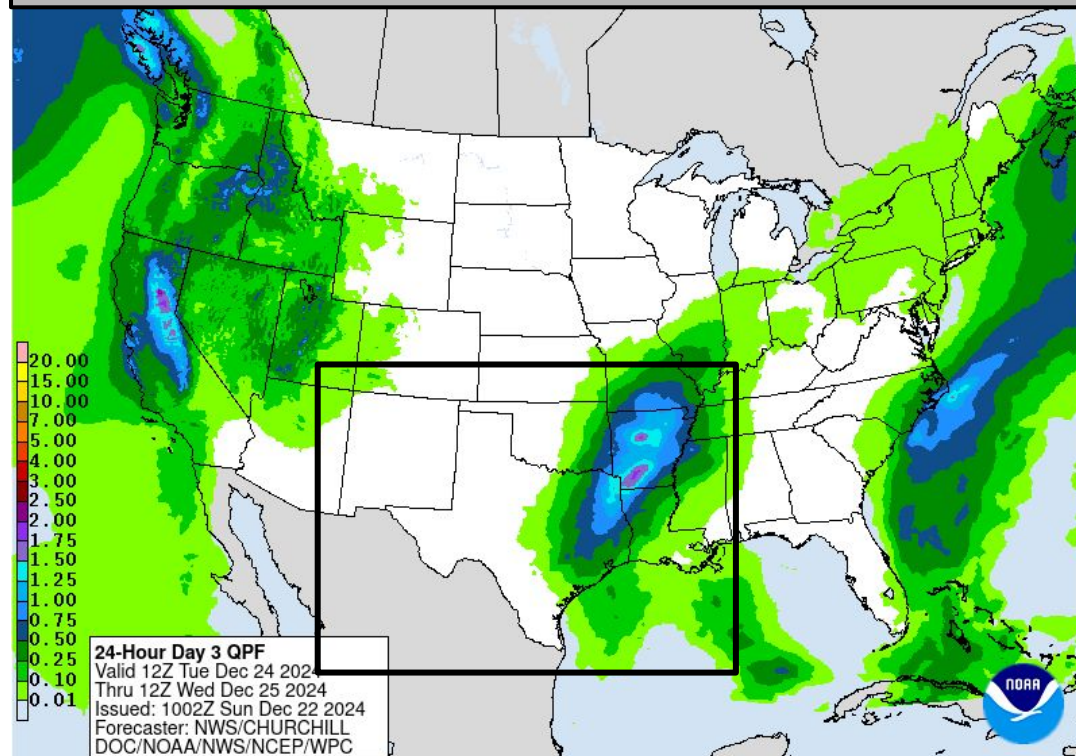 20.00
15.00
10.00
7.00
5.00
4.00
3.00
2.50
2.00
1.75
1.50
1.25
1.00
0.75
0.50
0.25
0.10
0.01
24-Hour Day 3 QPF
Valid 12Z Tue Dec 24 2024
Thru 12Z Wed Dec 25 2024
Issued: 1002Z Sun Dec 22 2024
Forecaster: NWS/CHURCHILL
DOC/NOAA/NWS/NCEP/WPC
NOAA